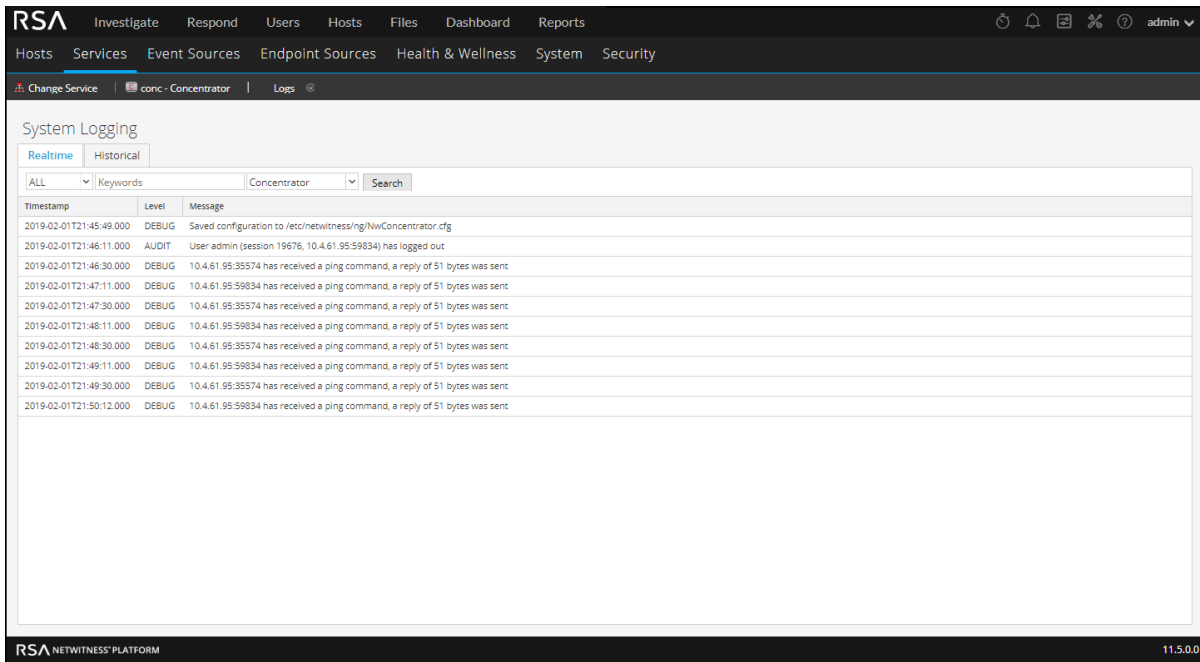 RSA Investigate Respond Users Hosts Files Dashboard Reports admin
Hosts Services Event Sources Endpoint Sources Health & Wellness System Security
Change Service conc - Concentrator Logs
System Logging
Realtime Historical
ALL Keywords Concentrator Search
Timestamp Level Message
2019-02-01T21:45:49.000 DEBUG Saved configuration to /etc/netwitness/ng/NwConcentrator.cfg
2019-02-01T21:46:11.000 AUDIT User admin (session 19676, 10.4.61.95:59834) has logged out
2019-02-01T21:46:30.000 DEBUG 10.4.61.95:35574 has received a ping command, a reply of 51 bytes was sent
2019-02-01T21:47:11.000 DEBUG 10.4.61.95:59834 has received a ping command, a reply of 51 bytes was sent
2019-02-01T21:47:30.000 DEBUG 10.4.61.95:35574 has received a ping command, a reply of 51 bytes was sent
2019-02-01T21:48:11.000 DEBUG 10.4.61.95:59834 has received a ping command, a reply of 51 bytes was sent
2019-02-01T21:48:30.000 DEBUG 10.4.61.95:35574 has received a ping command, a reply of 51 bytes was sent
2019-02-01T21:49:11.000 DEBUG 10.4.61.95:59834 has received a ping command, a reply of 51 bytes was sent
2019-02-01T21:49:30.000 DEBUG 10.4.61.95:35574 has received a ping command, a reply of 51 bytes was sent
2019-02-01T21:50:12.000 DEBUG 10.4.61.95:59834 has received a ping command, a reply of 51 bytes was sent
RSA NETWITNESS® PLATFORM 11.5.0.0